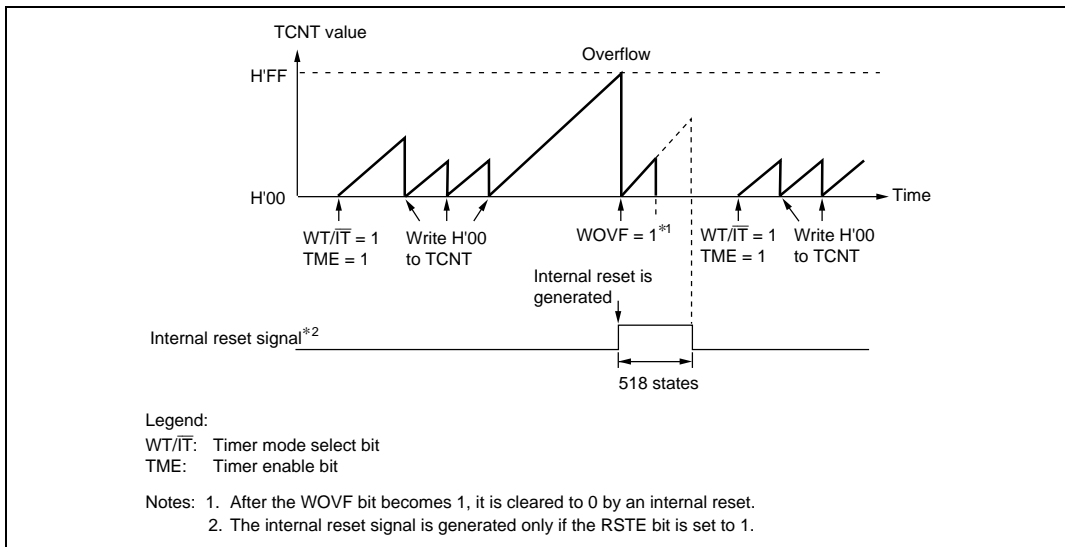 TCNT value
Overflow
H'FF
H'00
Time
WT/I̅T̅ = 1
TME = 1
Write H'00
to TCNT
WOVF = 1*1
WT/I̅T̅ = 1
TME = 1
Write H'00
to TCNT
Internal reset is
generated
Internal reset signal*2
518 states
Legend:
WT/I̅T̅: Timer mode select bit
TME: Timer enable bit
Notes: 1. After the WOVF bit becomes 1, it is cleared to 0 by an internal reset.
2. The internal reset signal is generated only if the RSTE bit is set to 1.